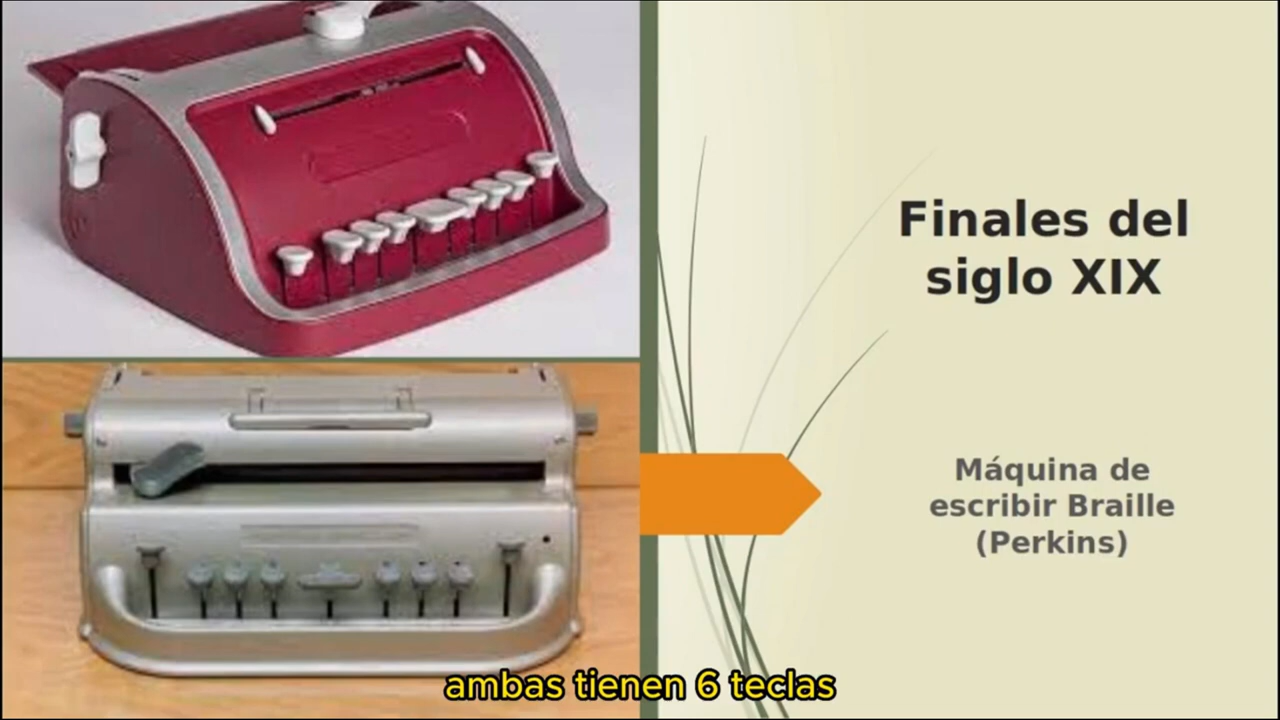 Finales del
siglo XIX
Máquina de
escribir Braille
(Perkins)
ambas tienen 6 teclas